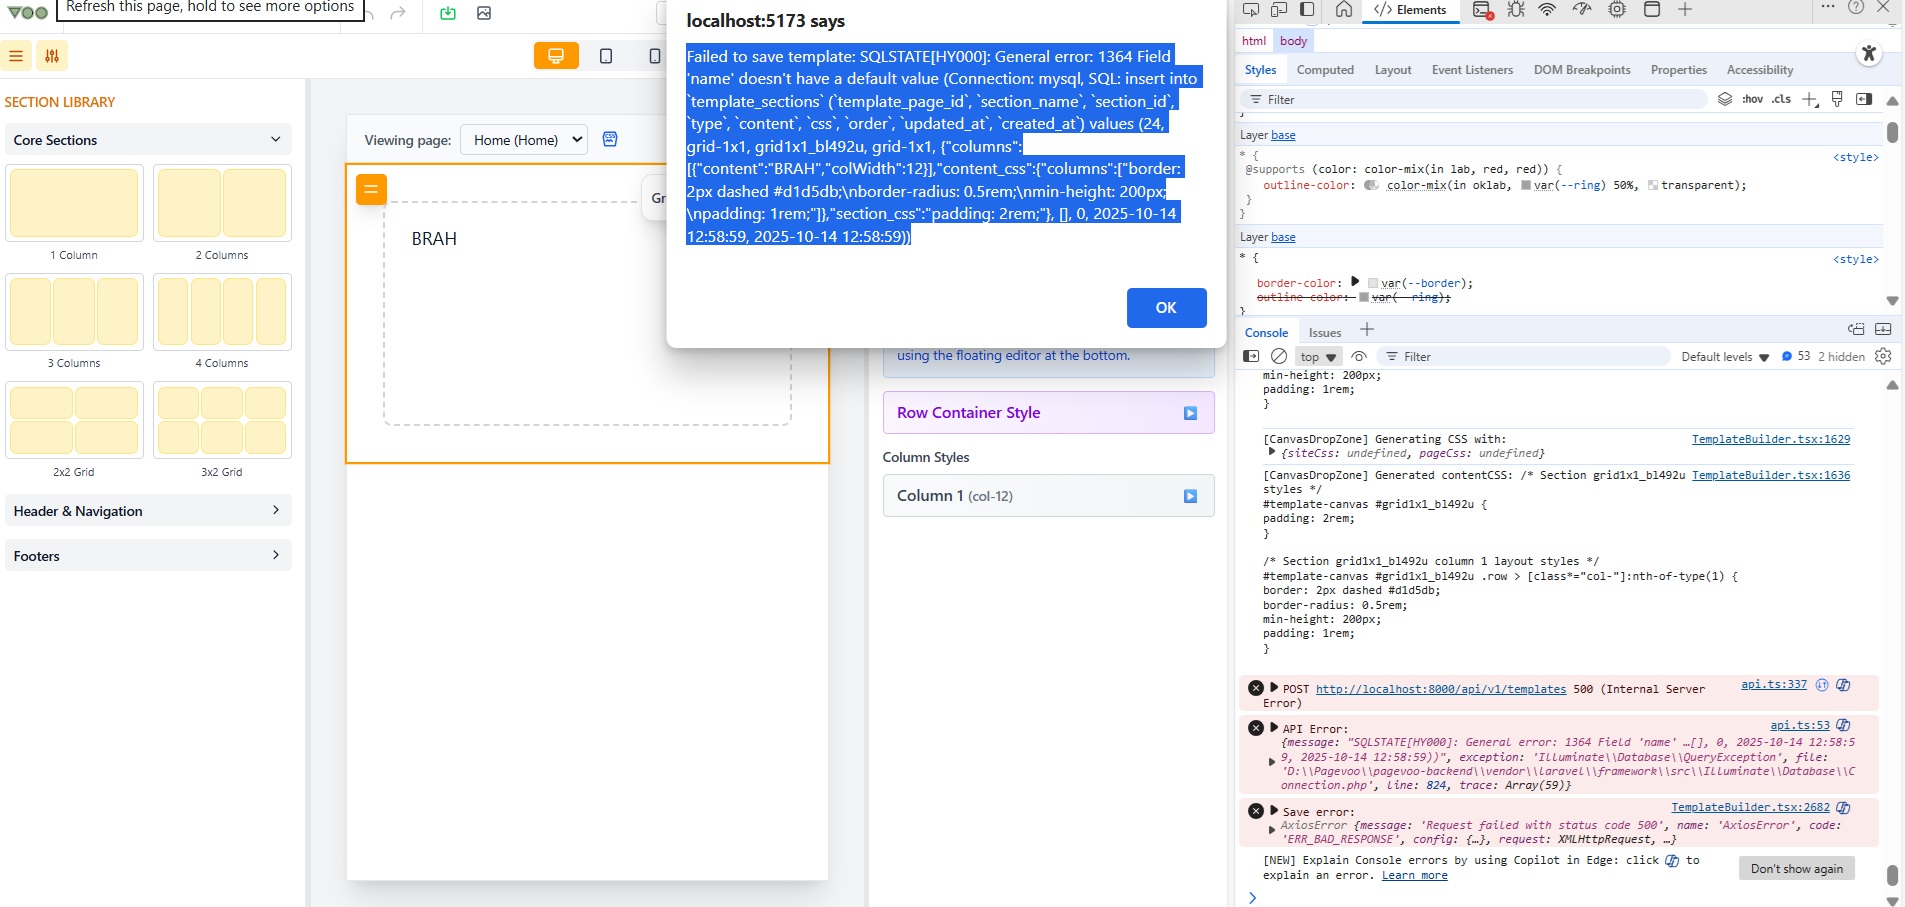 VOO
Refresh this page, hold to see more options
SECTION LIBRARY
Core Sections
1 Column
2 Columns
3 Columns
4 Columns
2x2 Grid
3x2 Grid
Header & Navigation
Footers
Viewing page:
Home (Home)
Gr
BRAH
localhost:5173 says
Failed to save template: SQLSTATE[HY000]: General error: 1364 Field
'name' doesn't have a default value (Connection: mysql, SQL: insert into
`template_sections` (`template_page_id`, `section_name`, `section_id`,
`type`, `content`, `css`, `order`, `updated_at`, `created_at`) values (24,
grid-1x1, grid1x1_bl492u, grid-1x1, {"columns":
[{"content":"BRAH","colWidth":12}],"content_css":{"columns":["border:
2px dashed #d1d5db;\nborder-radius: 0.5rem;\nmin-height: 200px;
\npadding: 1rem;"]},"section_css":"padding: 2rem;"}, [], 0, 2025-10-14
12:58:59, 2025-10-14 12:58:59))
OK
using the floating editor at the bottom.
Row Container Style
Column Styles
Column 1 (col-12)
Elements
html body
Styles Computed Layout Event Listeners DOM Breakpoints Properties Accessibility
Filter
:hov .cls
}
Layer base
* {
<style>
@supports (color: color-mix(in lab, red, red)) {
outline-color: color-mix(in oklab, var(--ring) 50%, transparent);
}
}
Layer base
* {
<style>
border-color: var(--border);
outline-color: var(--ring);
}
Console Issues
top Filter Default levels 53 2 hidden
min-height: 200px;
padding: 1rem;
}
[CanvasDropZone] Generating CSS with: TemplateBuilder.tsx:1629
{siteCss: undefined, pageCss: undefined}
[CanvasDropZone] Generated contentCSS: /* Section grid1x1_bl492u TemplateBuilder.tsx:1636
styles */
#template-canvas #grid1x1_bl492u {
padding: 2rem;
}
/* Section grid1x1_bl492u column 1 layout styles */
#template-canvas #grid1x1_bl492u .row > [class*="col-"]:nth-of-type(1) {
border: 2px dashed #d1d5db;
border-radius: 0.5rem;
min-height: 200px;
padding: 1rem;
}
POST http://localhost:8000/api/v1/templates 500 (Internal Server api.ts:337
Error)
API Error: api.ts:53
{message: "SQLSTATE[HY000]: General error: 1364 Field 'name' …[], 0, 2025-10-14 12:58:5
9, 2025-10-14 12:58:59))", exception: 'Illuminate\\Database\\QueryException', file:
'D:\\Pagevoo\\pagevoo-backend\\vendor\\laravel\\framework\\src\\Illuminate\\Database\\C
onnection.php', line: 824, trace: Array(59)}
Save error: TemplateBuilder.tsx:2682
AxiosError {message: 'Request failed with status code 500', name: 'AxiosError', code:
'ERR_BAD_RESPONSE', config: {…}, request: XMLHttpRequest, …}
[NEW] Explain Console errors by using Copilot in Edge: click to
explain an error. Learn more
Don't show again